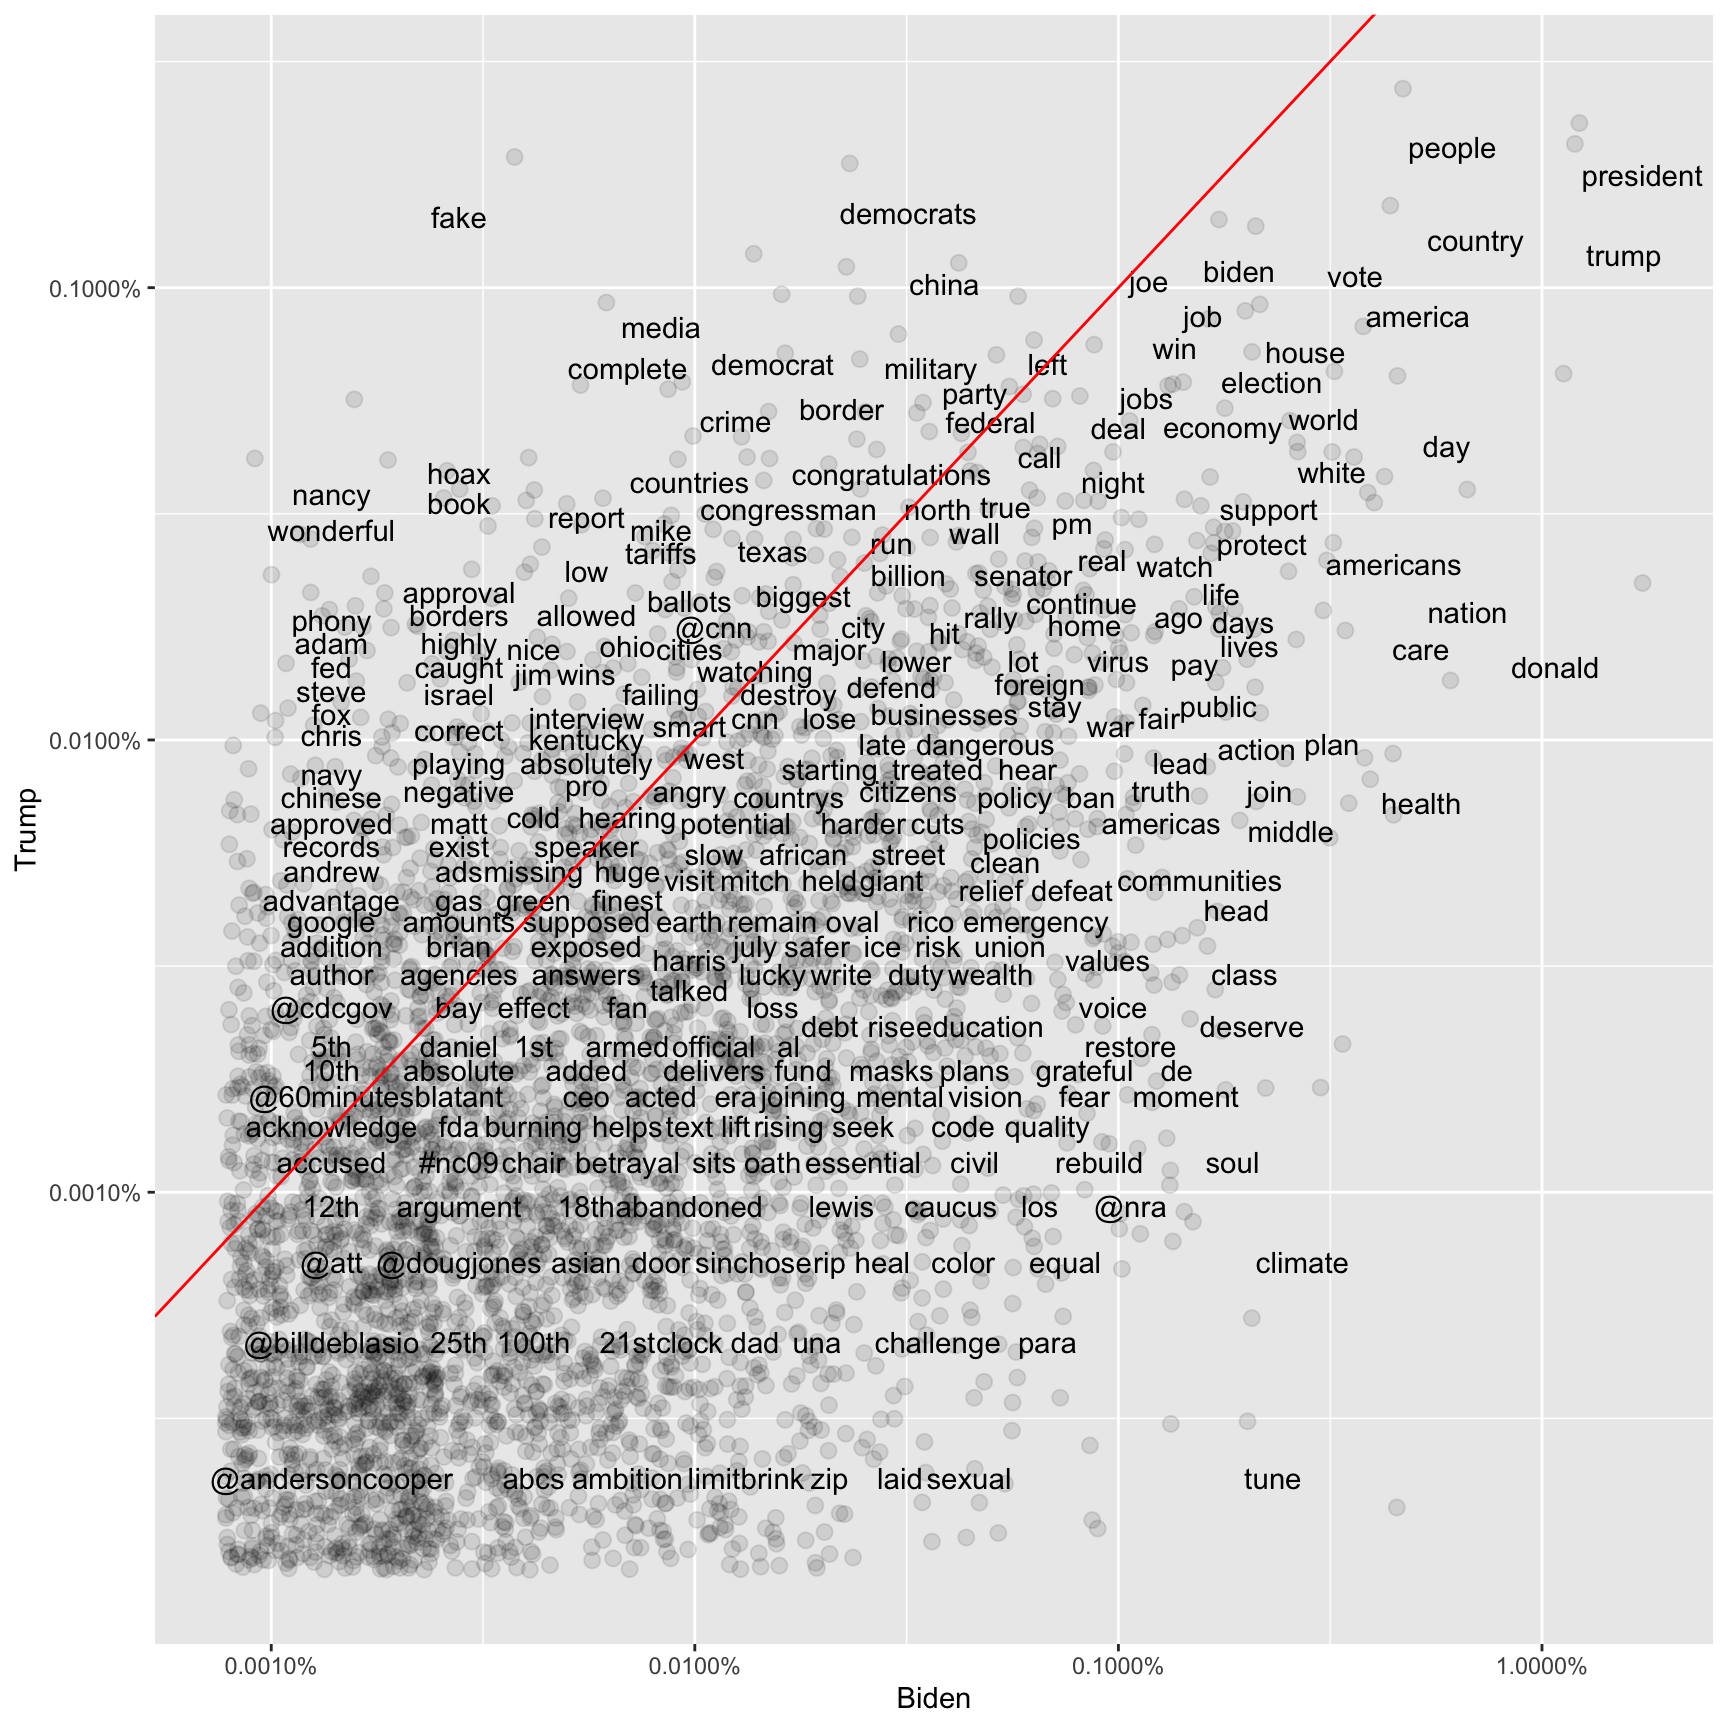 people
president
fake democrats
country
trump
china joe biden vote
0.1000%
media job america
win house
complete democrat military left election
party jobs
crime border federal deal economy world
call day
hoax congratulations white
nancy countries night
book congressman north true support
wonderful report mike wall pm
tariffs texas run protect
low billion senator real watch americans
approval ballots biggest continue life
phony borders allowed @cnn city hit rally home ago days nation
adam highly nice ohio cities major lives care
fed caught jim wins watching lower lot virus pay donald
steve israel failing destroy defend foreign
fox interview smart cnn lose businesses stay war fair public
chris correct kentucky late dangerous action plan
0.0100%
playing absolutely west starting treated hear lead
navy negative pro angry countrys citizens policy ban truth join health
chinese
approved matt cold hearing potential harder cuts policies americas middle
records exist speaker slow african street clean
andrew ads missing huge visit mitch held giant relief defeat communities
advantage gas green finest head
google amounts supposed earth remain oval rico emergency
addition brian exposed harris july safer ice risk union values
author agencies answers talked lucky write duty wealth class
@cdcgov bay effect fan loss voice
debt rise education deserve
5th daniel 1st armed official al restore
10th absolute added delivers fund masks plans grateful de
@60minutes blatant ceo acted era joining mental vision fear moment
acknowledge fda burning helps text lift rising seek code quality
accused #nc09 chair betrayal sits oath essential civil rebuild soul
0.0010%
12th argument 18th abandoned lewis caucus los @nra
@att @dougjones asian door sin chose rip heal color equal climate
@billdeblasio 25th 100th 21st clock dad una challenge para
@andersoncooper abcs ambition limit brink zip laid sexual tune
Trump
0.0010% 0.0100% 0.1000% 1.0000%
Biden